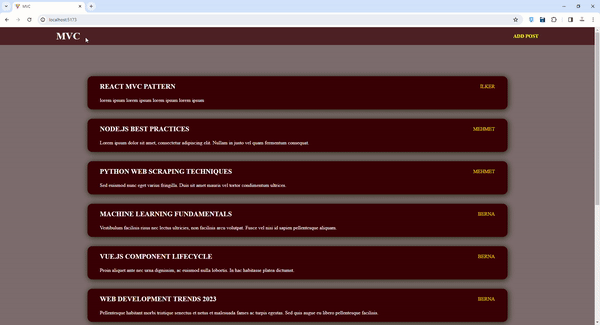 MVC
localhost:5173
MVC
ADD POST
REACT MVC PATTERN
İLKER
lorem ipsum lorem ipsum lorem ipsum lorem ipsum
NODE.JS BEST PRACTICES
MEHMET
Lorem ipsum dolor sit amet, consectetur adipiscing elit. Nullam in justo vel quam fermentum consequat.
PYTHON WEB SCRAPING TECHNIQUES
MEHMET
Sed euismod nunc eget varius fringilla. Duis sit amet mauris vel tortor condimentum ultrices.
MACHINE LEARNING FUNDAMENTALS
BERNA
Vestibulum facilisis risus nec lectus ultricies, non facilisis arcu volutpat. Fusce vel nisi id sapien pellentesque aliquam.
VUE.JS COMPONENT LIFECYCLE
BERNA
Proin aliquet ante nec urna dignissim, ac euismod nulla lobortis. In hac habitasse platea dictumst.
WEB DEVELOPMENT TRENDS 2023
BERNA
Pellentesque habitant morbi tristique senectus et netus et malesuada fames ac turpis egestas. Sed quis augue eu libero pellentesque facilisis.